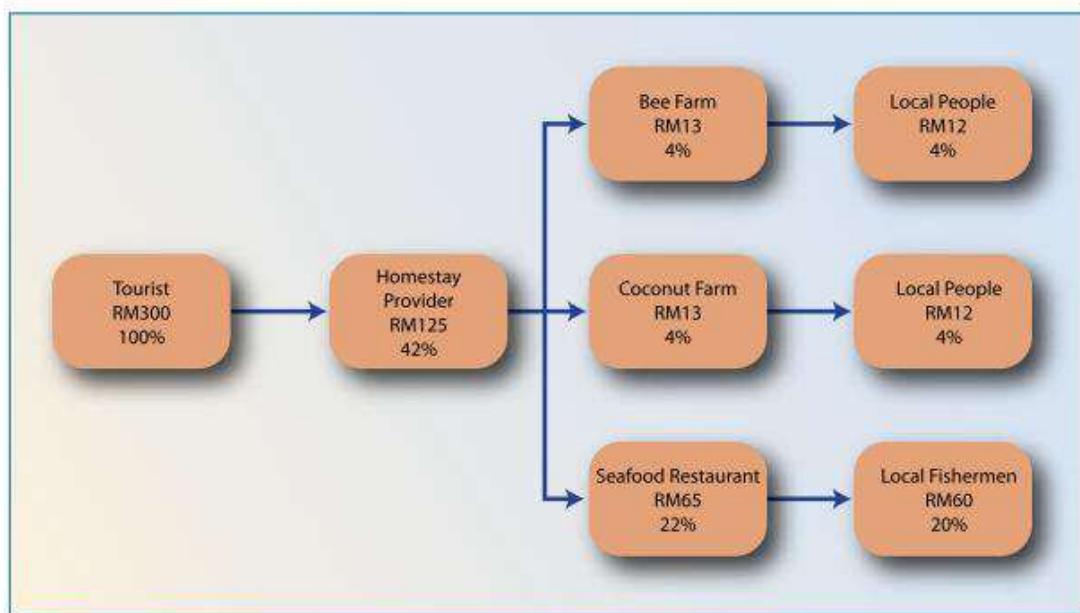 Tourist
RM300
100%
Homestay
Provider
RM125
42%
Bee Farm
RM13
4%
Local People
RM12
4%
Coconut Farm
RM13
4%
Local People
RM12
4%
Seafood Restaurant
RM65
22%
Local Fishermen
RM60
20%